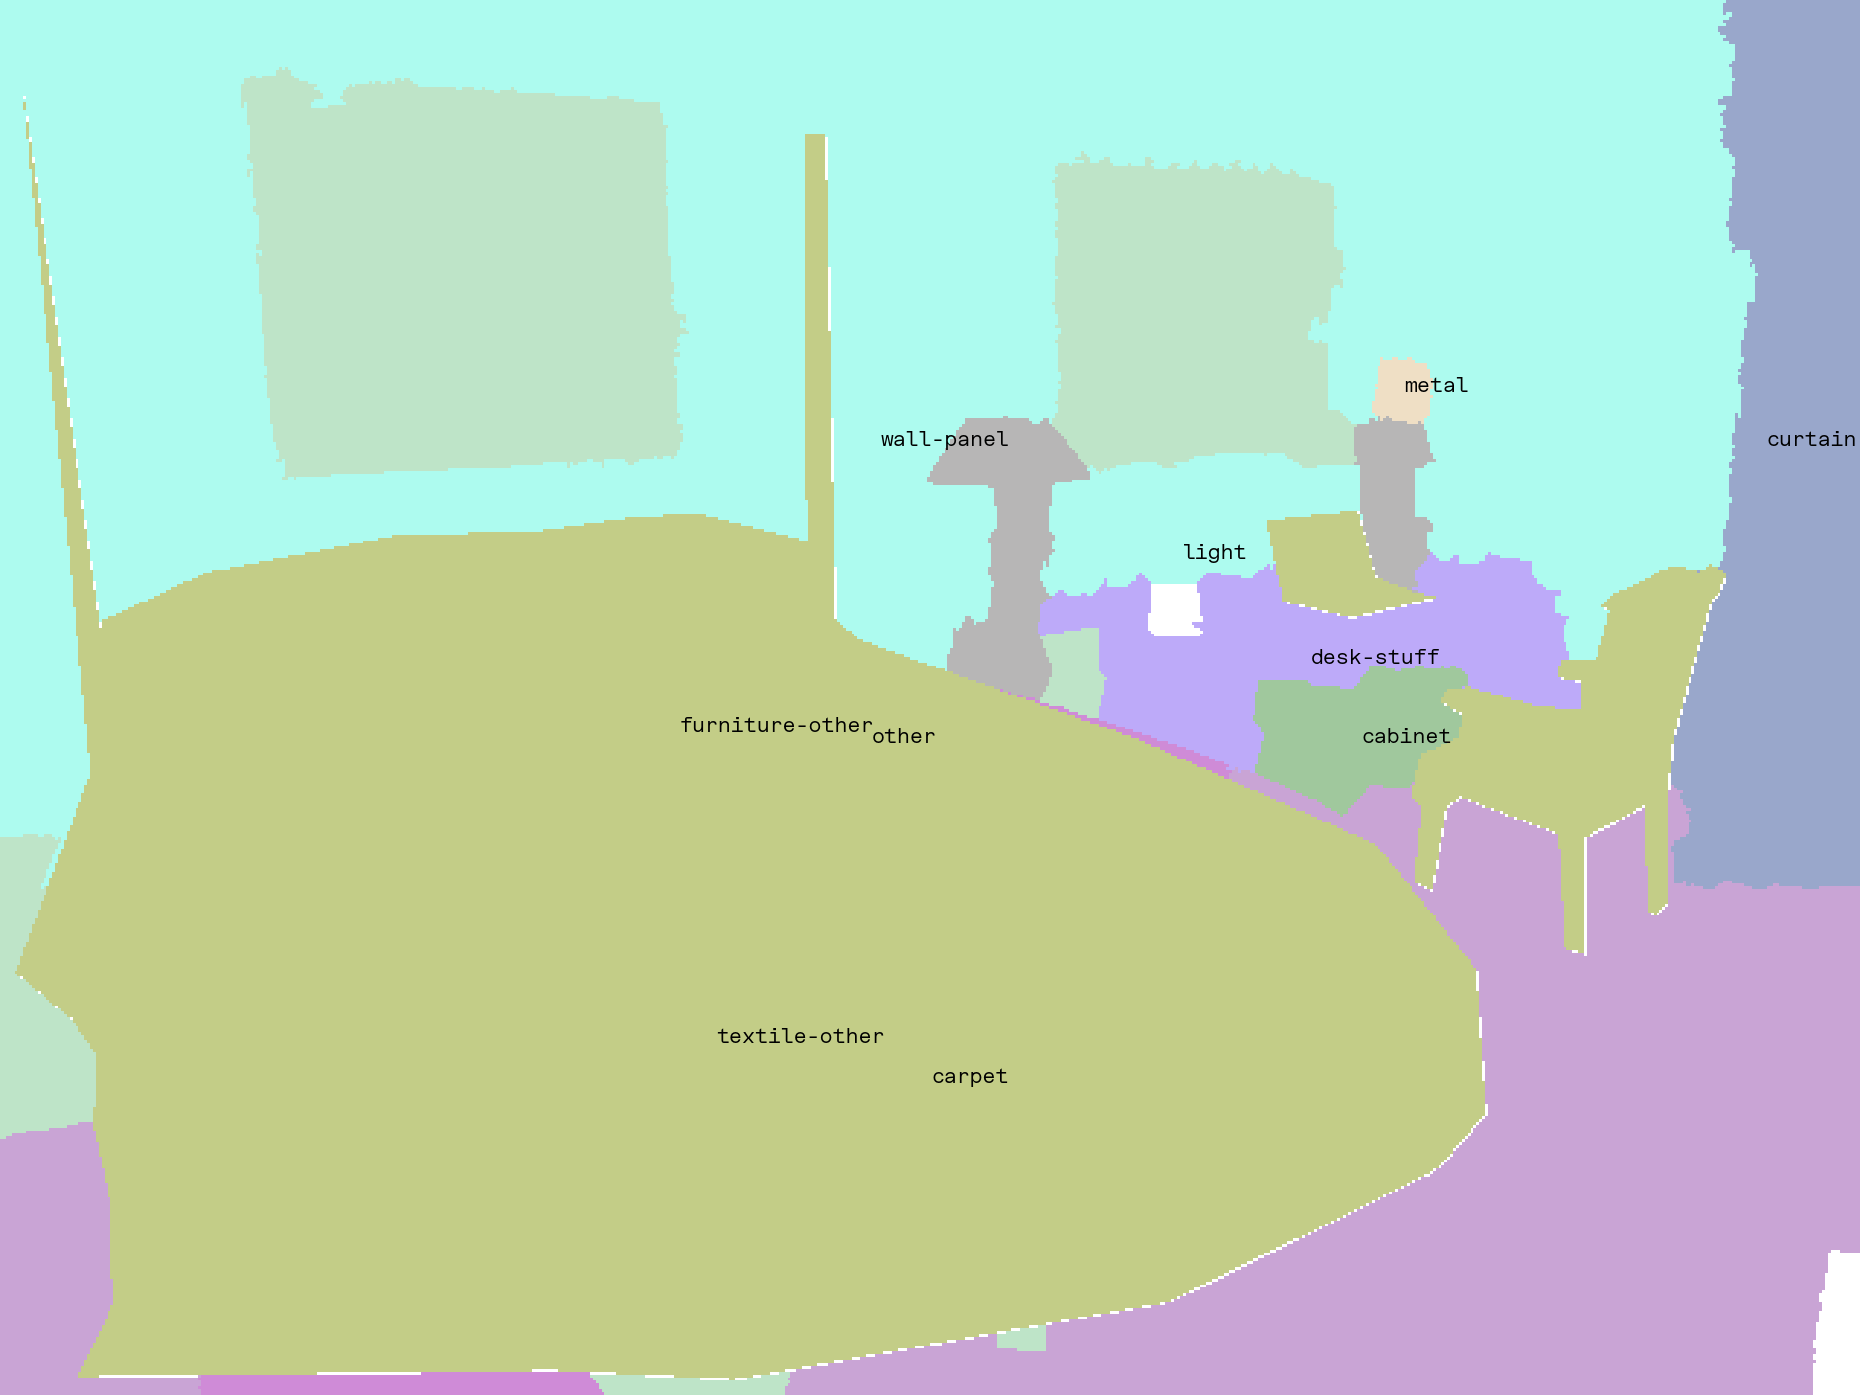 metal
wall-panel
curtain
light
desk-stuff
furniture-other
other
cabinet
textile-other
carpet